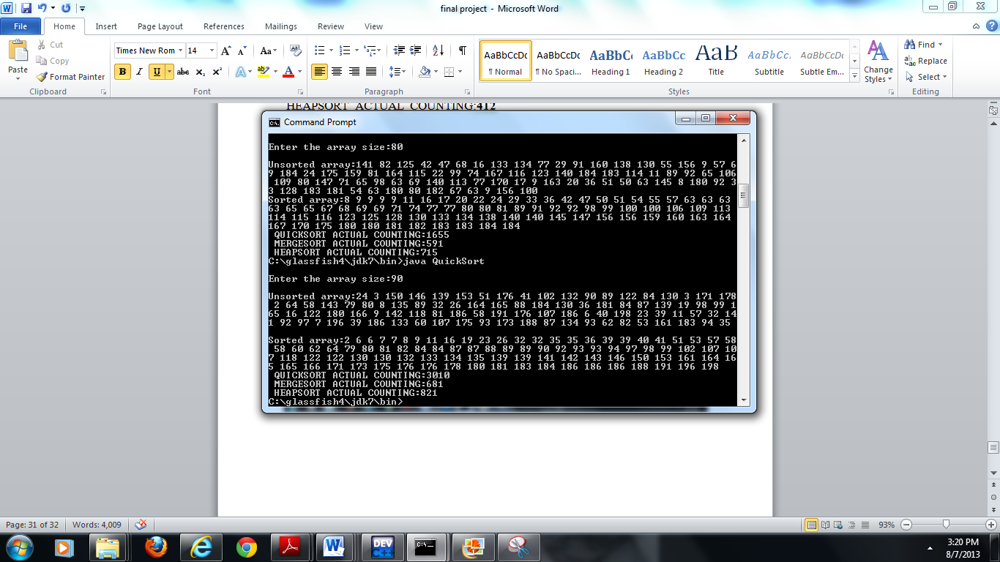 final project - Microsoft Word
File Home Insert Page Layout References Mailings Review View
Paste
Cut
Copy
Format Painter
Clipboard
Times New Rom 14
Font
Paragraph
AaBbCcDc AaBbCcDc AaBbCc AaBbCc AaBb AaBbCc. AaBbCcDc
¶ Normal ¶ No Spaci... Heading 1 Heading 2 Title Subtitle Subtle Em...
Change Styles
Styles
Find
Replace
Select
Editing
HEAPSORT ACTUAL COUNTING:412
Command Prompt
Enter the array size:80
Unsorted array:141 82 125 42 47 68 16 133 134 77 29 91 160 138 130 55 156 9 57 6
9 184 24 175 159 81 164 115 22 99 74 167 116 123 140 184 183 114 11 89 92 65 106
109 80 147 71 65 98 63 69 140 113 77 170 17 9 163 20 36 51 50 63 145 8 180 92 3
3 128 183 181 54 63 180 80 182 67 63 9 156 100
Sorted array:8 9 9 9 9 11 16 17 20 22 24 29 33 36 42 47 50 51 54 55 57 63 63 63
63 65 65 67 68 69 69 71 74 77 77 80 80 81 89 91 92 92 98 99 100 100 106 109 113
114 115 116 123 125 128 130 133 134 138 140 140 145 147 156 156 159 160 163 164
167 170 175 180 180 181 182 183 183 184 184
QUICKSORT ACTUAL COUNTING:1655
MERGESORT ACTUAL COUNTING:591
HEAPSORT ACTUAL COUNTING:715
C:\glassfish4\jdk7\bin>java QuickSort
Enter the array size:90
Unsorted array:24 3 150 146 139 153 51 176 41 102 132 90 89 122 84 130 3 171 178
2 64 58 143 79 80 8 135 89 32 26 164 165 88 184 130 36 181 84 87 139 19 98 99 1
65 16 122 180 166 9 142 118 81 186 58 191 176 107 186 6 40 198 23 39 11 57 32 14
1 92 97 7 196 39 186 133 60 107 175 93 173 188 87 134 93 62 82 53 161 183 94 35
Sorted array:2 6 6 7 7 8 9 11 16 19 23 26 32 32 35 35 36 39 39 40 41 51 53 57 58
58 60 62 64 79 80 81 82 84 84 87 87 88 89 89 90 92 93 93 94 97 98 99 102 107 10
7 118 122 122 130 130 132 133 134 135 139 139 141 142 143 146 150 153 161 164 16
5 165 166 171 173 175 176 176 178 180 181 183 184 186 186 186 188 191 196 198
QUICKSORT ACTUAL COUNTING:3010
MERGESORT ACTUAL COUNTING:681
HEAPSORT ACTUAL COUNTING:821
C:\glassfish4\jdk7\bin>
Page: 31 of 32 Words: 4,009 93%
3:20 PM
8/7/2013